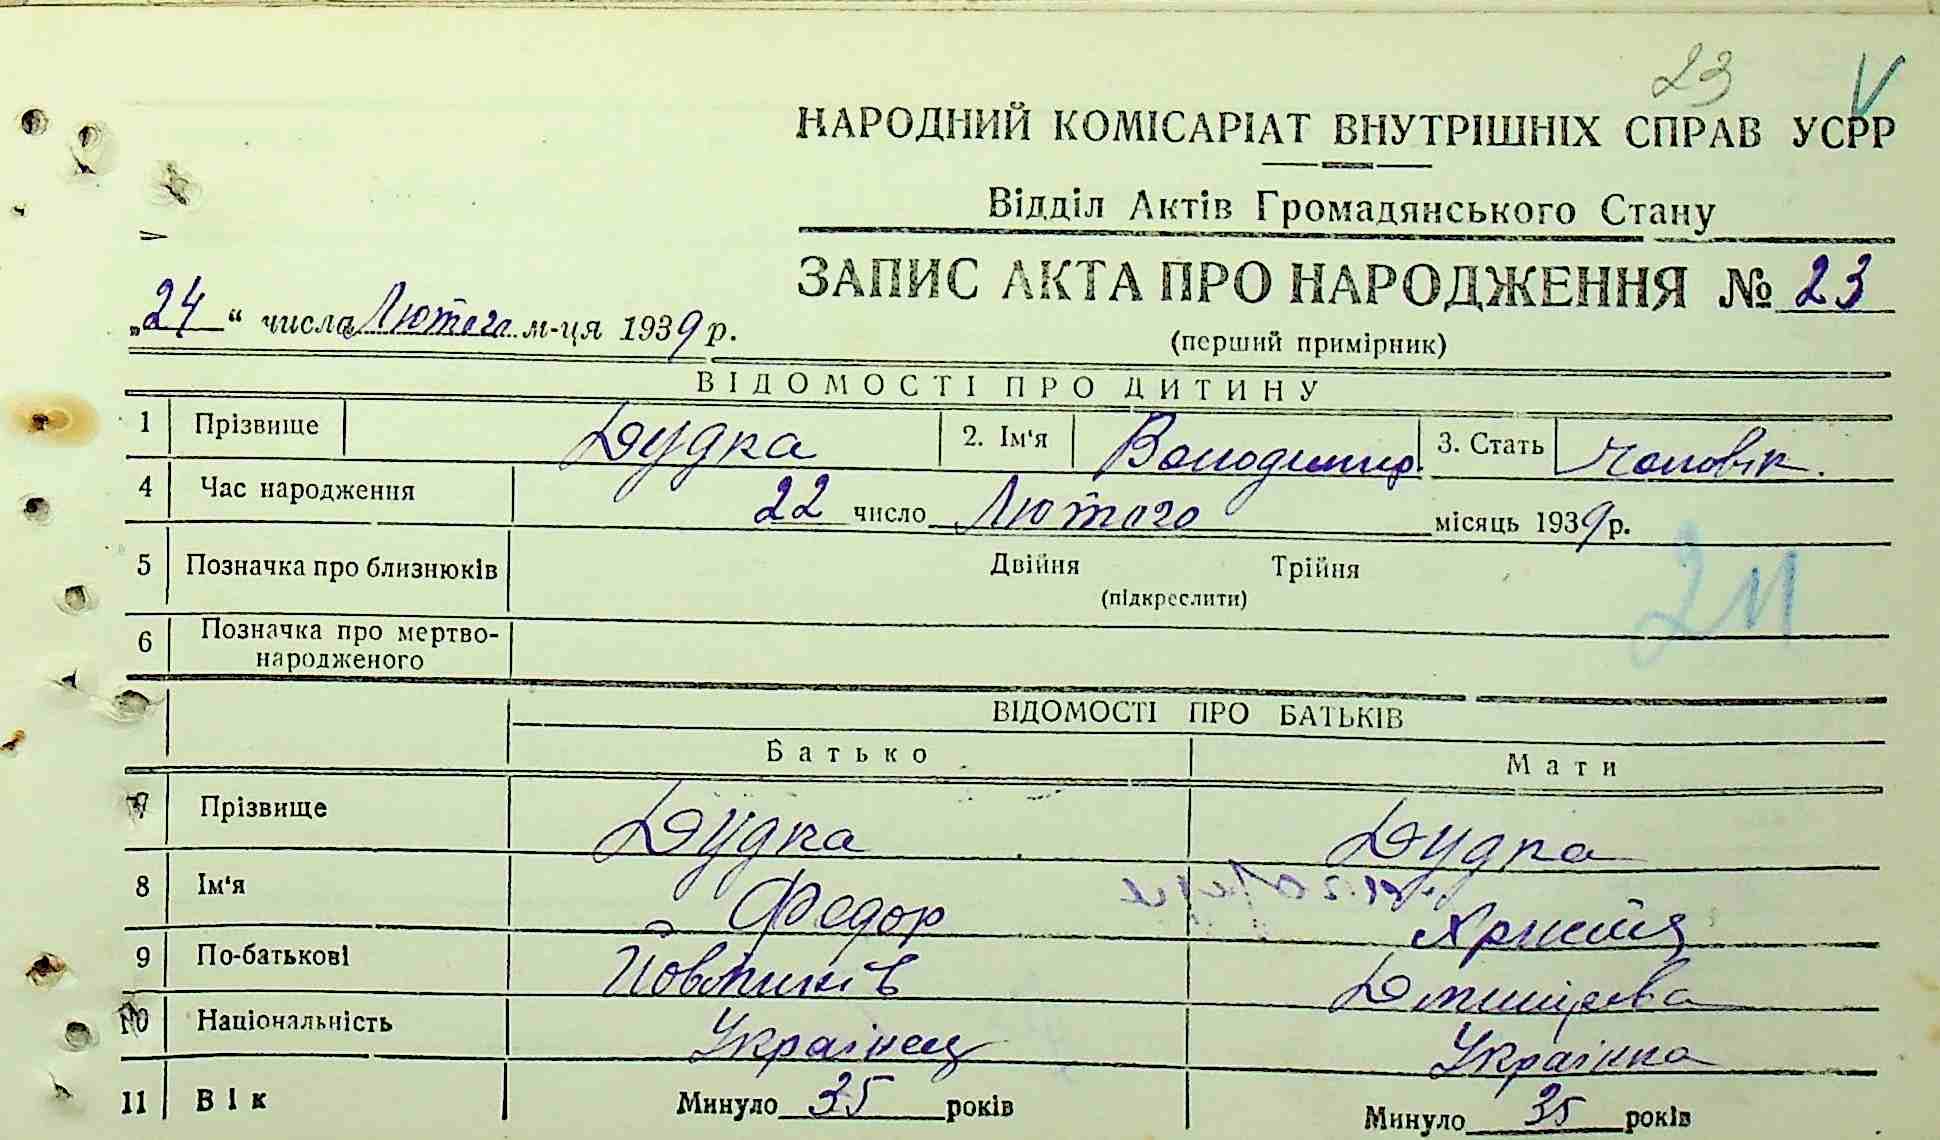 23 V
НАРОДНИЙ КОМІСАРІАТ ВНУТРІШНІХ СПРАВ УСРР
Відділ Актів Громадянського Стану
ЗАПИС АКТА ПРО НАРОДЖЕННЯ № 23
„24“ числа Лютого м-ця 1939 р.
(перший примірник)
ВІДОМОСТІ ПРО ДИТИНУ
1 Прізвище Дудка 2. Ім'я Володимир 3. Стать чоловік.
4 Час народження 22 число Лютого місяць 1939 р.
5 Позначка про близнюків Двійня Трійня
(підкреслити)
6 Позначка про мертво-
народженого
ВІДОМОСТІ ПРО БАТЬКІВ
Батько Мати
7 Прізвище Дудка Дудка
8 Ім'я Федор
9 По-батькові
10 Національність Українец Українка
11 Вік Минуло 35 років Минуло 35 років